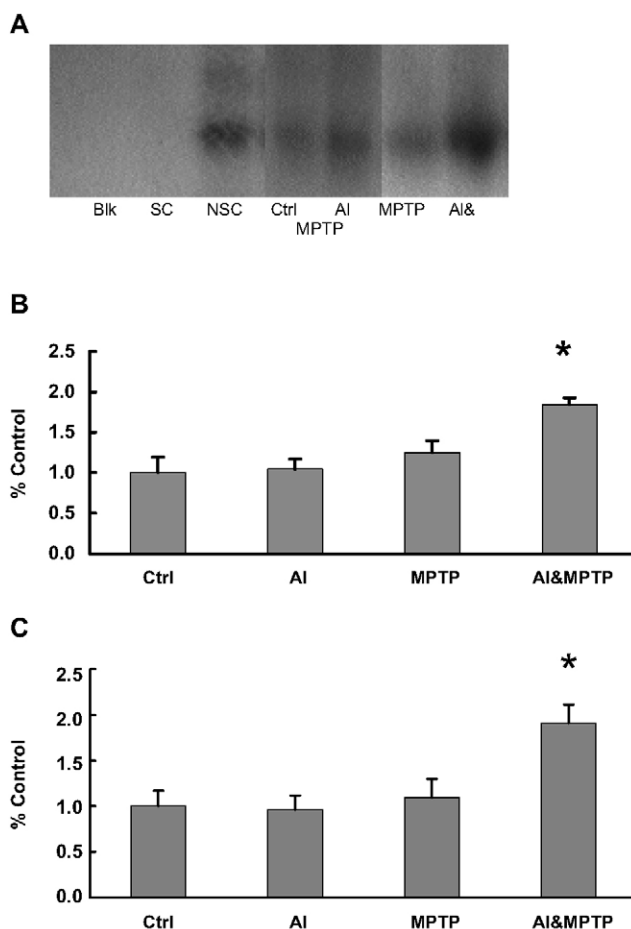 A
Blk SC NSC Ctrl Al MPTP Al&
MPTP
B
*
2.5
2.0
1.5
1.0
0.5
0.0
% Control
Ctrl Al MPTP Al&MPTP
C
*
2.5
2.0
1.5
1.0
0.5
0.0
% Control
Ctrl Al MPTP Al&MPTP